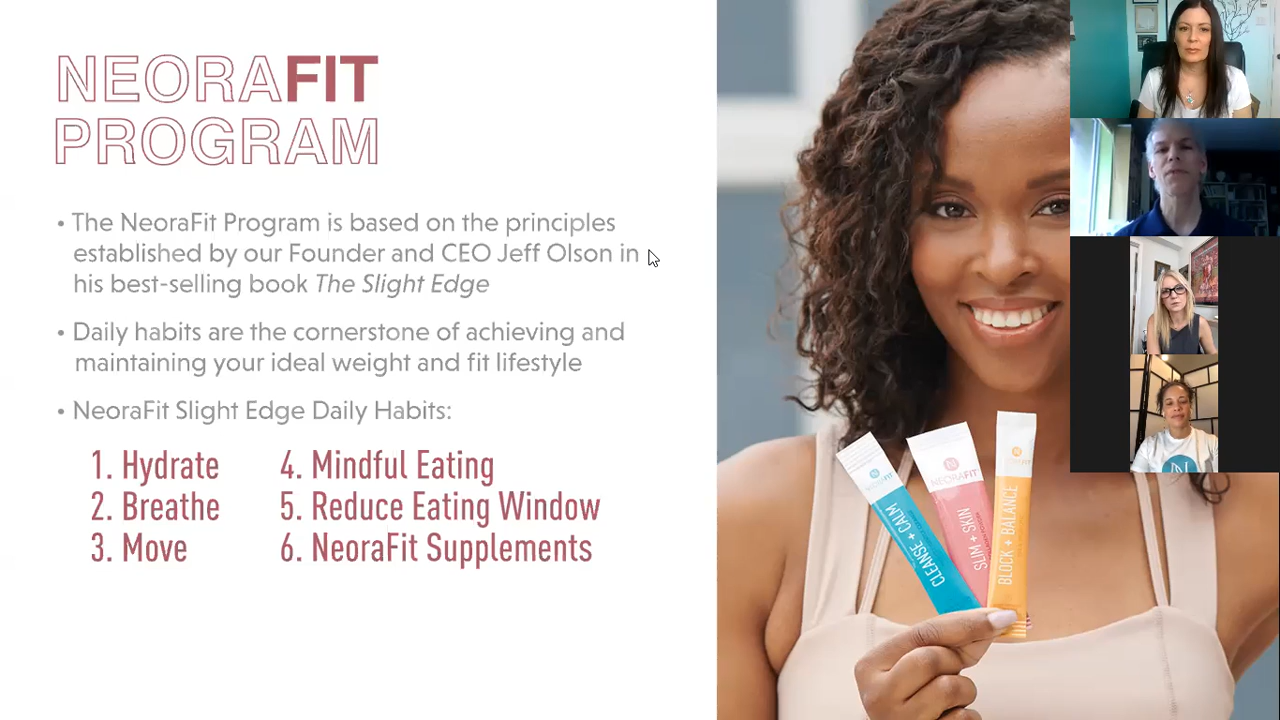 NEORAFIT
PROGRAM
• The NeoraFit Program is based on the principles
established by our Founder and CEO Jeff Olson in
his best-selling book The Slight Edge
• Daily habits are the cornerstone of achieving and
maintaining your ideal weight and fit lifestyle
• NeoraFit Slight Edge Daily Habits:
1. Hydrate
2. Breathe
3. Move
4. Mindful Eating
5. Reduce Eating Window
6. NeoraFit Supplements
N
NEORAFIT
CLEANSE + CALM
N
NEORAFIT
SLIM + SKIN
N
NEORAFIT
BLOCK + BALANCE
N